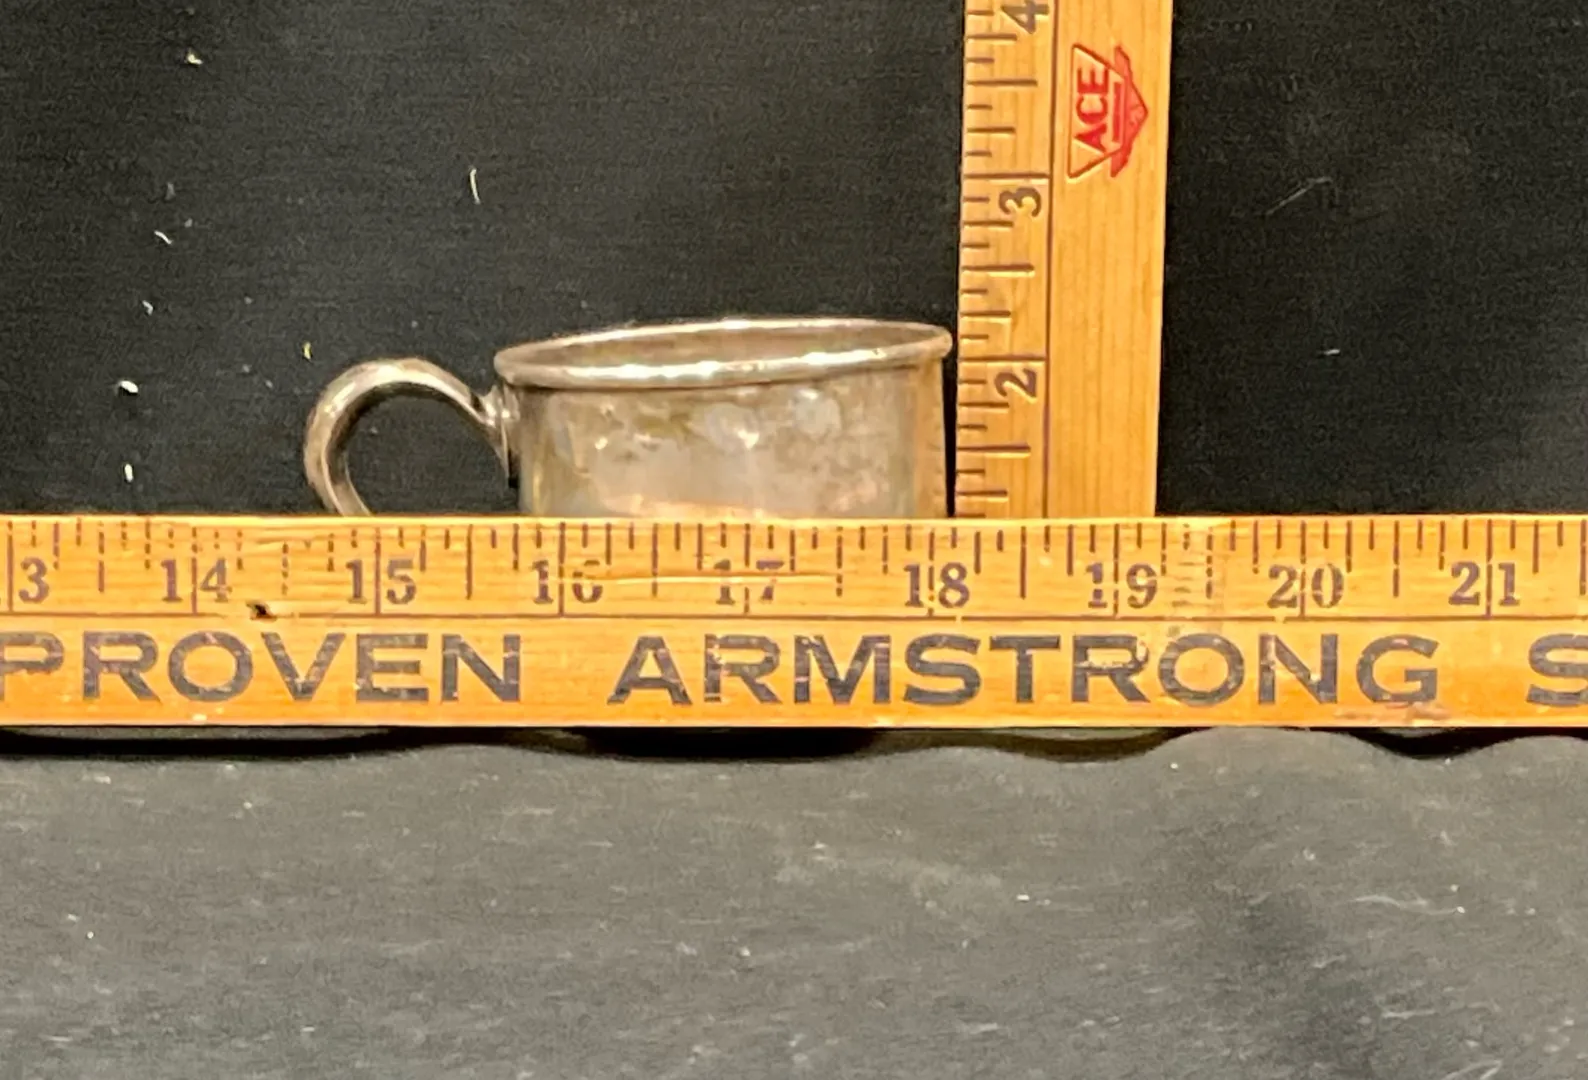 4
ACE
3
2
3 14 15 16 17 18 19 20 21
PROVEN ARMSTRONG S